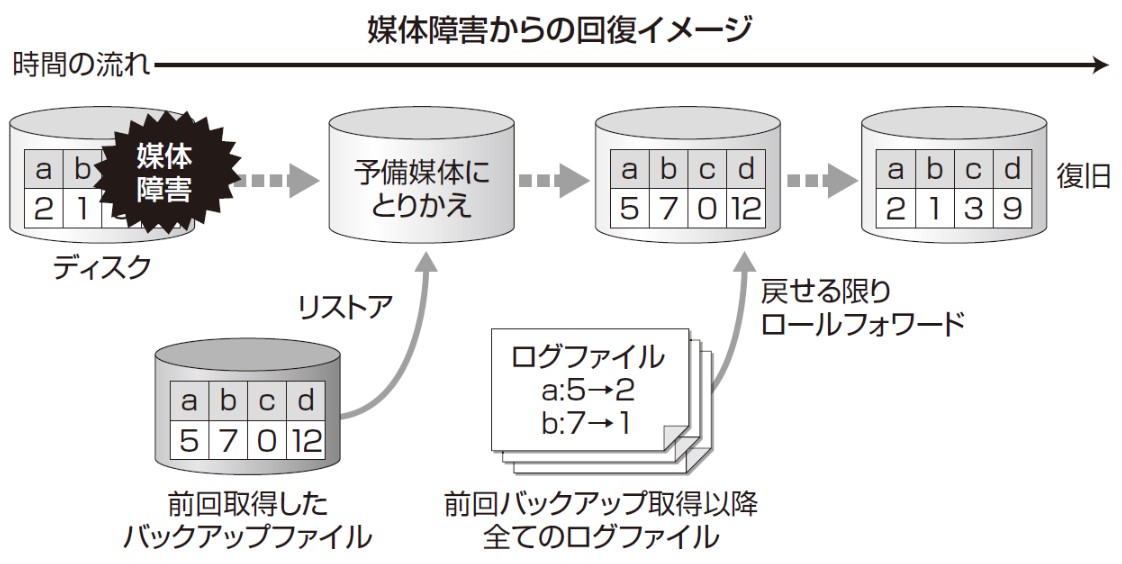 媒体障害からの回復イメージ
時間の流れ
a b
2 1
媒体
障害
ディスク
予備媒体に
とりかえ
a b c d
5 7 0 12
a b c d
2 1 3 9
復旧
リストア
戻せる限り
ロールフォワード
a b c d
5 7 0 12
ログファイル
a:5→2
b:7→1
前回取得した
バックアップファイル
前回バックアップ取得以降
全てのログファイル